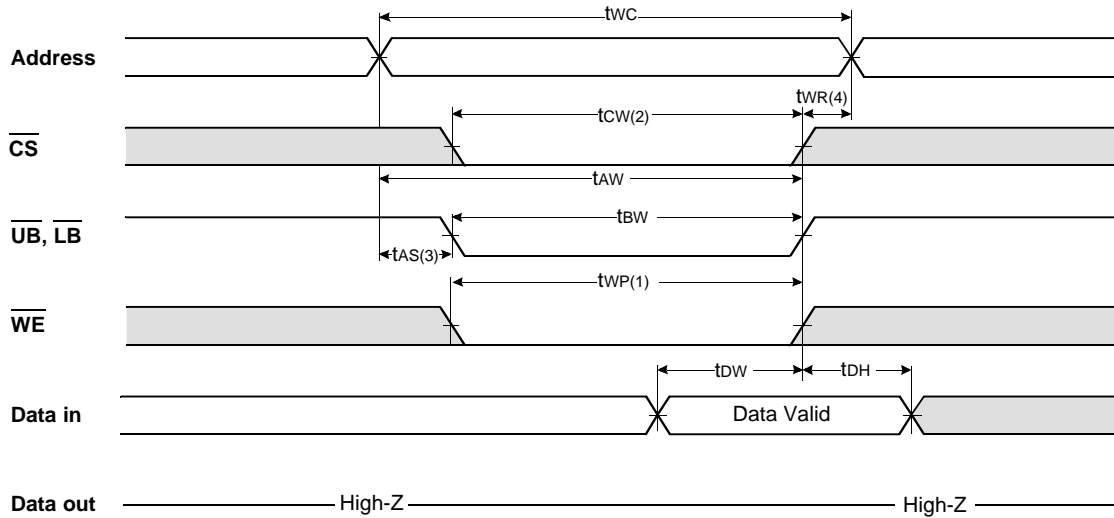 tWC
Address
tWR(4)
tCW(2)
CS
tAW
UB, LB
tBW
tAS(3)
tWP(1)
WE
tDW
tDH
Data in
Data Valid
Data out
High-Z
High-Z